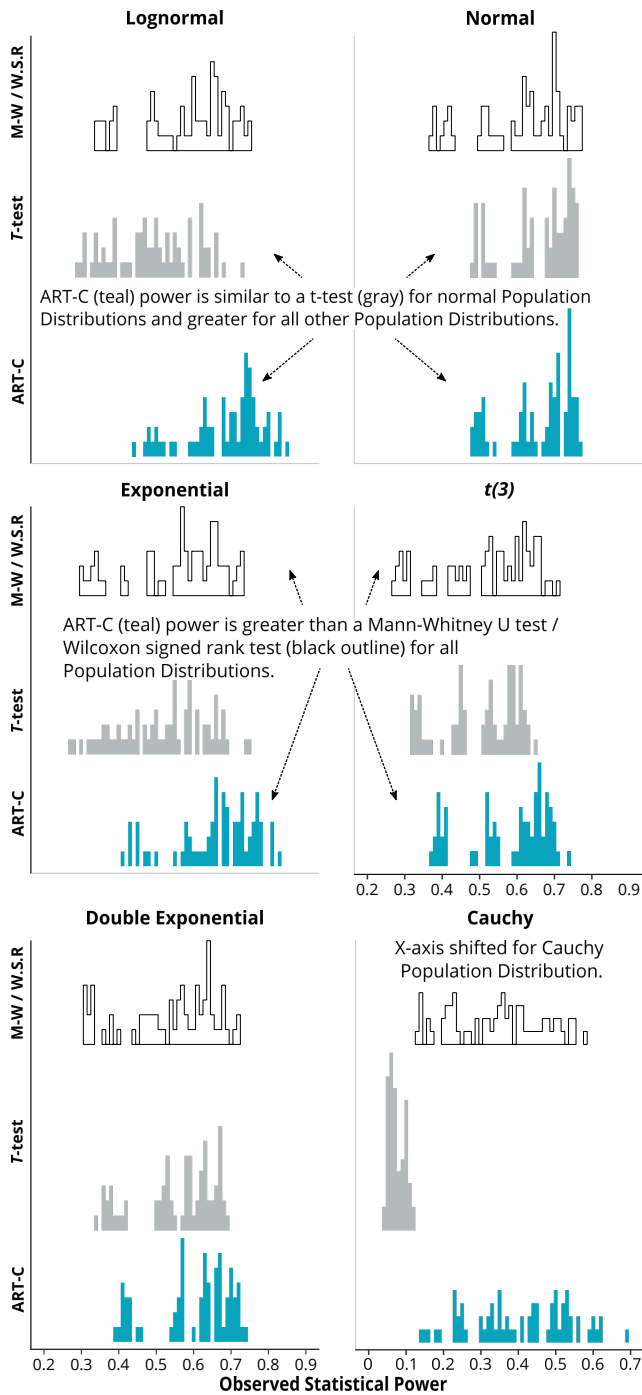 Lognormal
Normal
M-W / W.S.R
T-test
ART-C (teal) power is similar to a t-test (gray) for normal Population
Distributions and greater for all other Population Distributions.
ART-C
Exponential
t(3)
M-W / W.S.R
ART-C (teal) power is greater than a Mann-Whitney U test /
Wilcoxon signed rank test (black outline) for all
Population Distributions.
T-test
ART-C
0.2 0.3 0.4 0.5 0.6 0.7 0.8 0.9
Double Exponential
Cauchy
X-axis shifted for Cauchy
Population Distribution.
M-W / W.S.R
T-test
ART-C
0.2 0.3 0.4 0.5 0.6 0.7 0.8 0.9
0 0.1 0.2 0.3 0.4 0.5 0.6 0.7
Observed Statistical Power